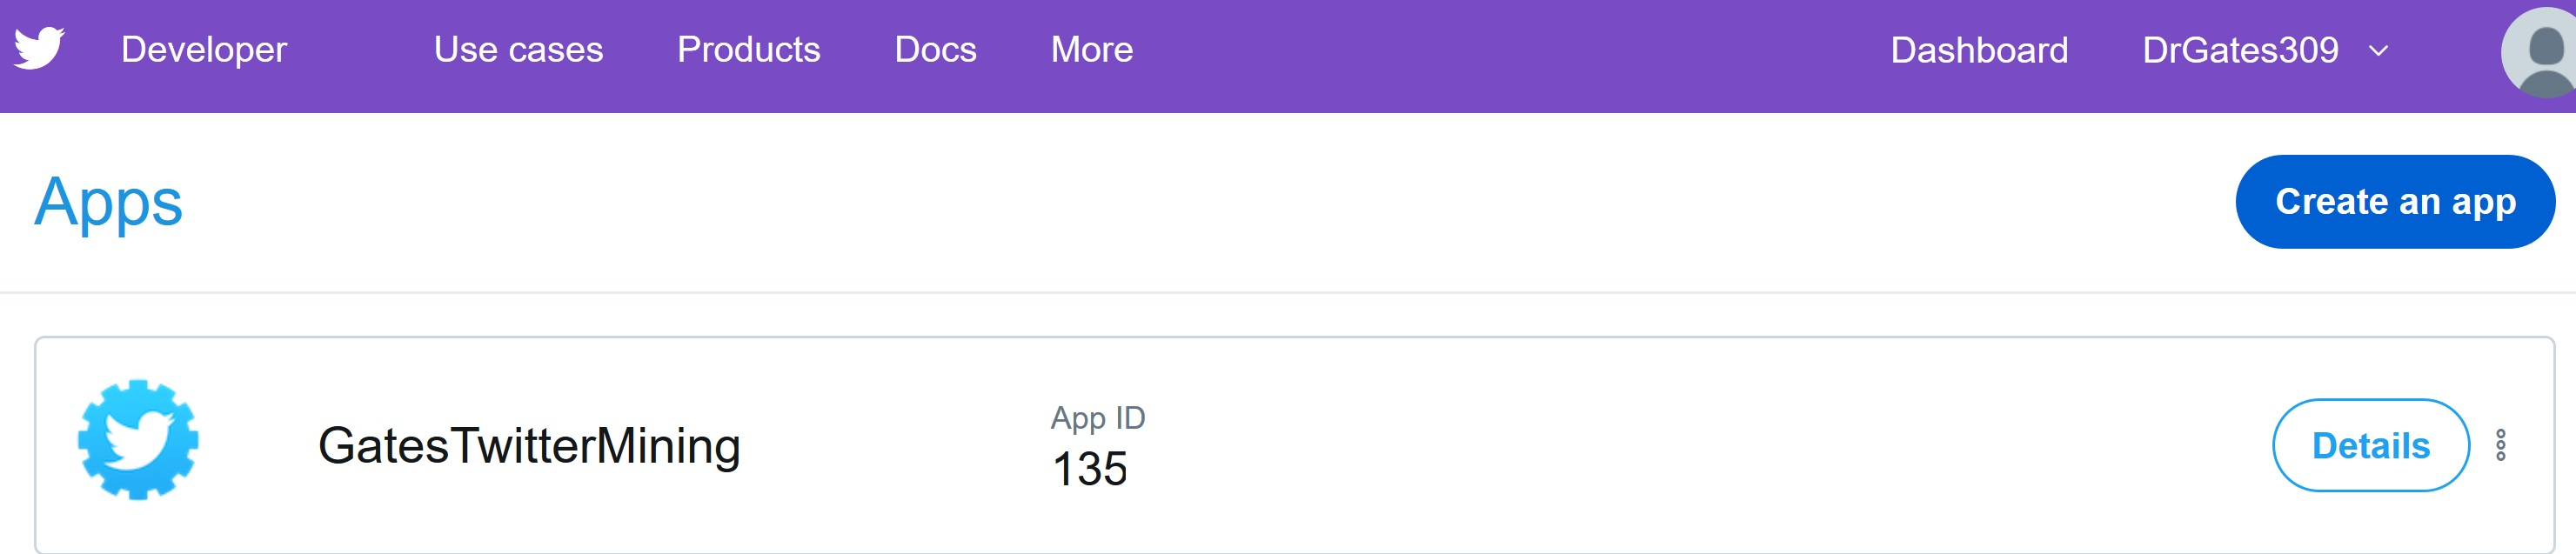 Developer Use cases Products Docs More Dashboard DrGates309
Apps
Create an app
GatesTwitterMining
App ID
135
Details